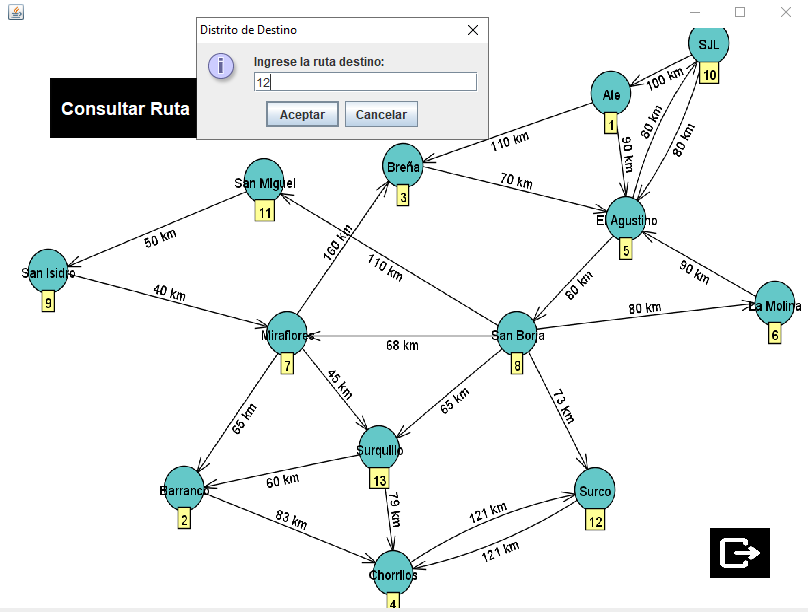 Distrito de Destino
Ingrese la ruta destino:
12
Aceptar
Cancelar
Consultar Ruta
SJL
10
100 km
Ale
1
80 km
80 km
90 km
110 km
Breña
3
70 km
San MIguel
11
El Agustino
5
50 km
160 km
110 km
90 km
San Isidro
9
40 km
80 km
80 km
La Molina
6
Miraflores
7
68 km
San Borja
8
45 km
65 km
65 km
73 km
Surquillo
13
60 km
Barranco
2
79 km
Surco
12
83 km
121 km
121 km
Chorrillos
4